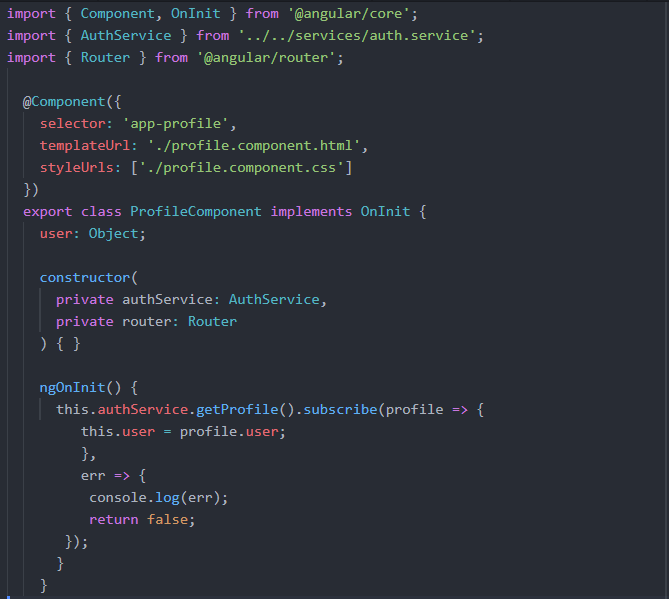 import { Component, OnInit } from '@angular/core';
import { AuthService } from '../../services/auth.service';
import { Router } from '@angular/router';

  @Component({
    selector: 'app-profile',
    templateUrl: './profile.component.html',
    styleUrls: ['./profile.component.css']
  })
  export class ProfileComponent implements OnInit {
    user: Object;

    constructor(
      private authService: AuthService,
      private router: Router
    ) { }

    ngOnInit() {
      this.authService.getProfile().subscribe(profile => {
         this.user = profile.user;
         },
         err => {
          console.log(err);
          return false;
       });
      }
    }